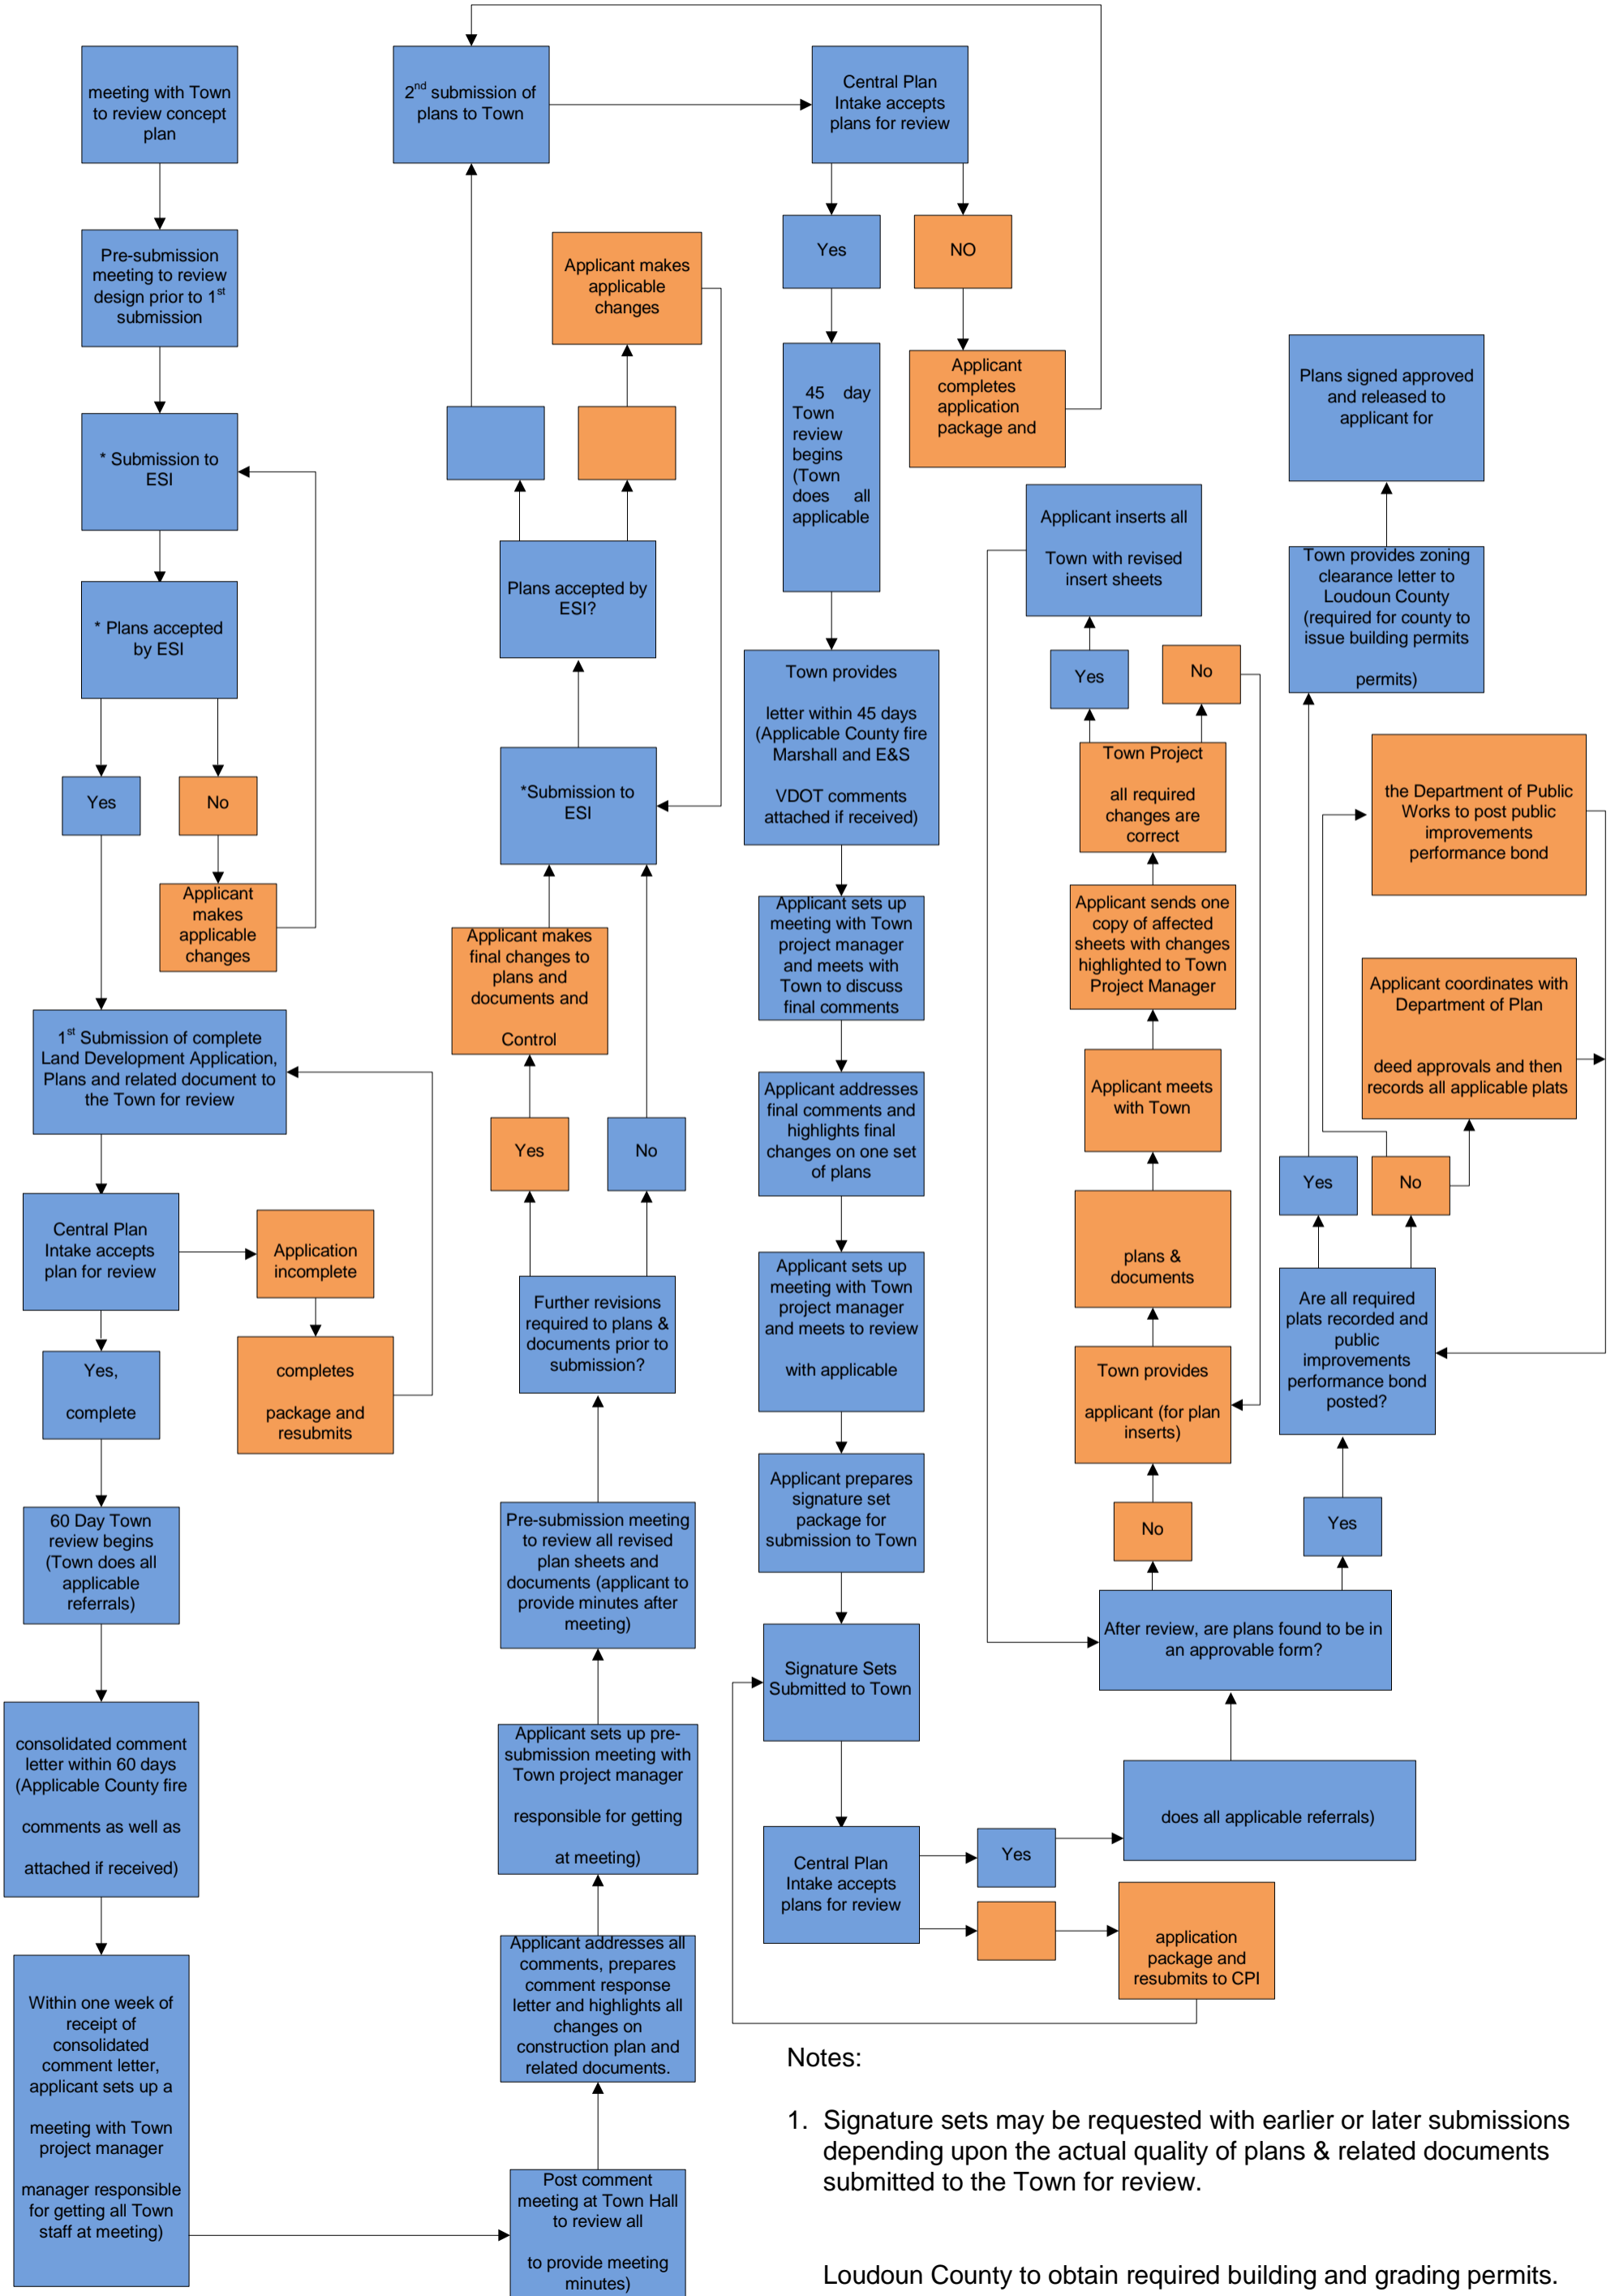 meeting with Town
to review concept
plan
Pre-submission
meeting to review
design prior to 1st
submission
* Submission to
ESI
* Plans accepted
by ESI
Yes
No
Applicant
makes
applicable
changes
1st Submission of complete
Land Development Application,
Plans and related document to
the Town for review
Central Plan
Intake accepts
plan for review
Application
incomplete
Yes,
complete
completes
package and
resubmits
60 Day Town
review begins
(Town does all
applicable
referrals)
consolidated comment
letter within 60 days
(Applicable County fire
comments as well as
attached if received)
Within one week of
receipt of
consolidated
comment letter,
applicant sets up a
meeting with Town
project manager
manager responsible
for getting all Town
staff at meeting)
Post comment
meeting at Town Hall
to review all
to provide meeting
minutes)
Applicant addresses all
comments, prepares
comment response
letter and highlights all
changes on
construction plan and
related documents.
Applicant sets up pre-
submission meeting with
Town project manager
responsible for getting
at meeting)
Pre-submission meeting
to review all revised
plan sheets and
documents (applicant to
provide minutes after
meeting)
Further revisions
required to plans &
documents prior to
submission?
Yes
No
Applicant makes
final changes to
plans and
documents and
Control
*Submission to
ESI
Plans accepted by
ESI?
Applicant makes
applicable
changes
2nd submission of
plans to Town
Central Plan
Intake accepts
plans for review
Yes
NO
Applicant
completes
application
package and
45 day
Town
review
begins
(Town
does all
applicable
Town provides
letter within 45 days
(Applicable County fire
Marshall and E&S
VDOT comments
attached if received)
Applicant sets up
meeting with Town
project manager
and meets with
Town to discuss
final comments
Applicant addresses
final comments and
highlights final
changes on one set
of plans
Applicant sets up
meeting with Town
project manager
and meets to review
with applicable
Applicant prepares
signature set
package for
submission to Town
Signature Sets
Submitted to Town
Central Plan
Intake accepts
plans for review
Yes
does all applicable referrals)
application
package and
resubmits to CPI
After review, are plans found to be in
an approvable form?
No
Yes
Town provides
applicant (for plan
inserts)
plans &
documents
Applicant meets
with Town
Applicant sends one
copy of affected
sheets with changes
highlighted to Town
Project Manager
Town Project
all required
changes are
correct
Yes
No
Applicant inserts all
Town with revised
insert sheets
Are all required
plats recorded and
public
improvements
performance bond
posted?
Yes
No
Applicant coordinates with
Department of Plan
deed approvals and then
records all applicable plats
the Department of Public
Works to post public
improvements
performance bond
Town provides zoning
clearance letter to
Loudoun County
(required for county to
issue building permits
permits)
Plans signed approved
and released to
applicant for
Notes:
1. Signature sets may be requested with earlier or later submissions
depending upon the actual quality of plans & related documents
submitted to the Town for review.
Loudoun County to obtain required building and grading permits.